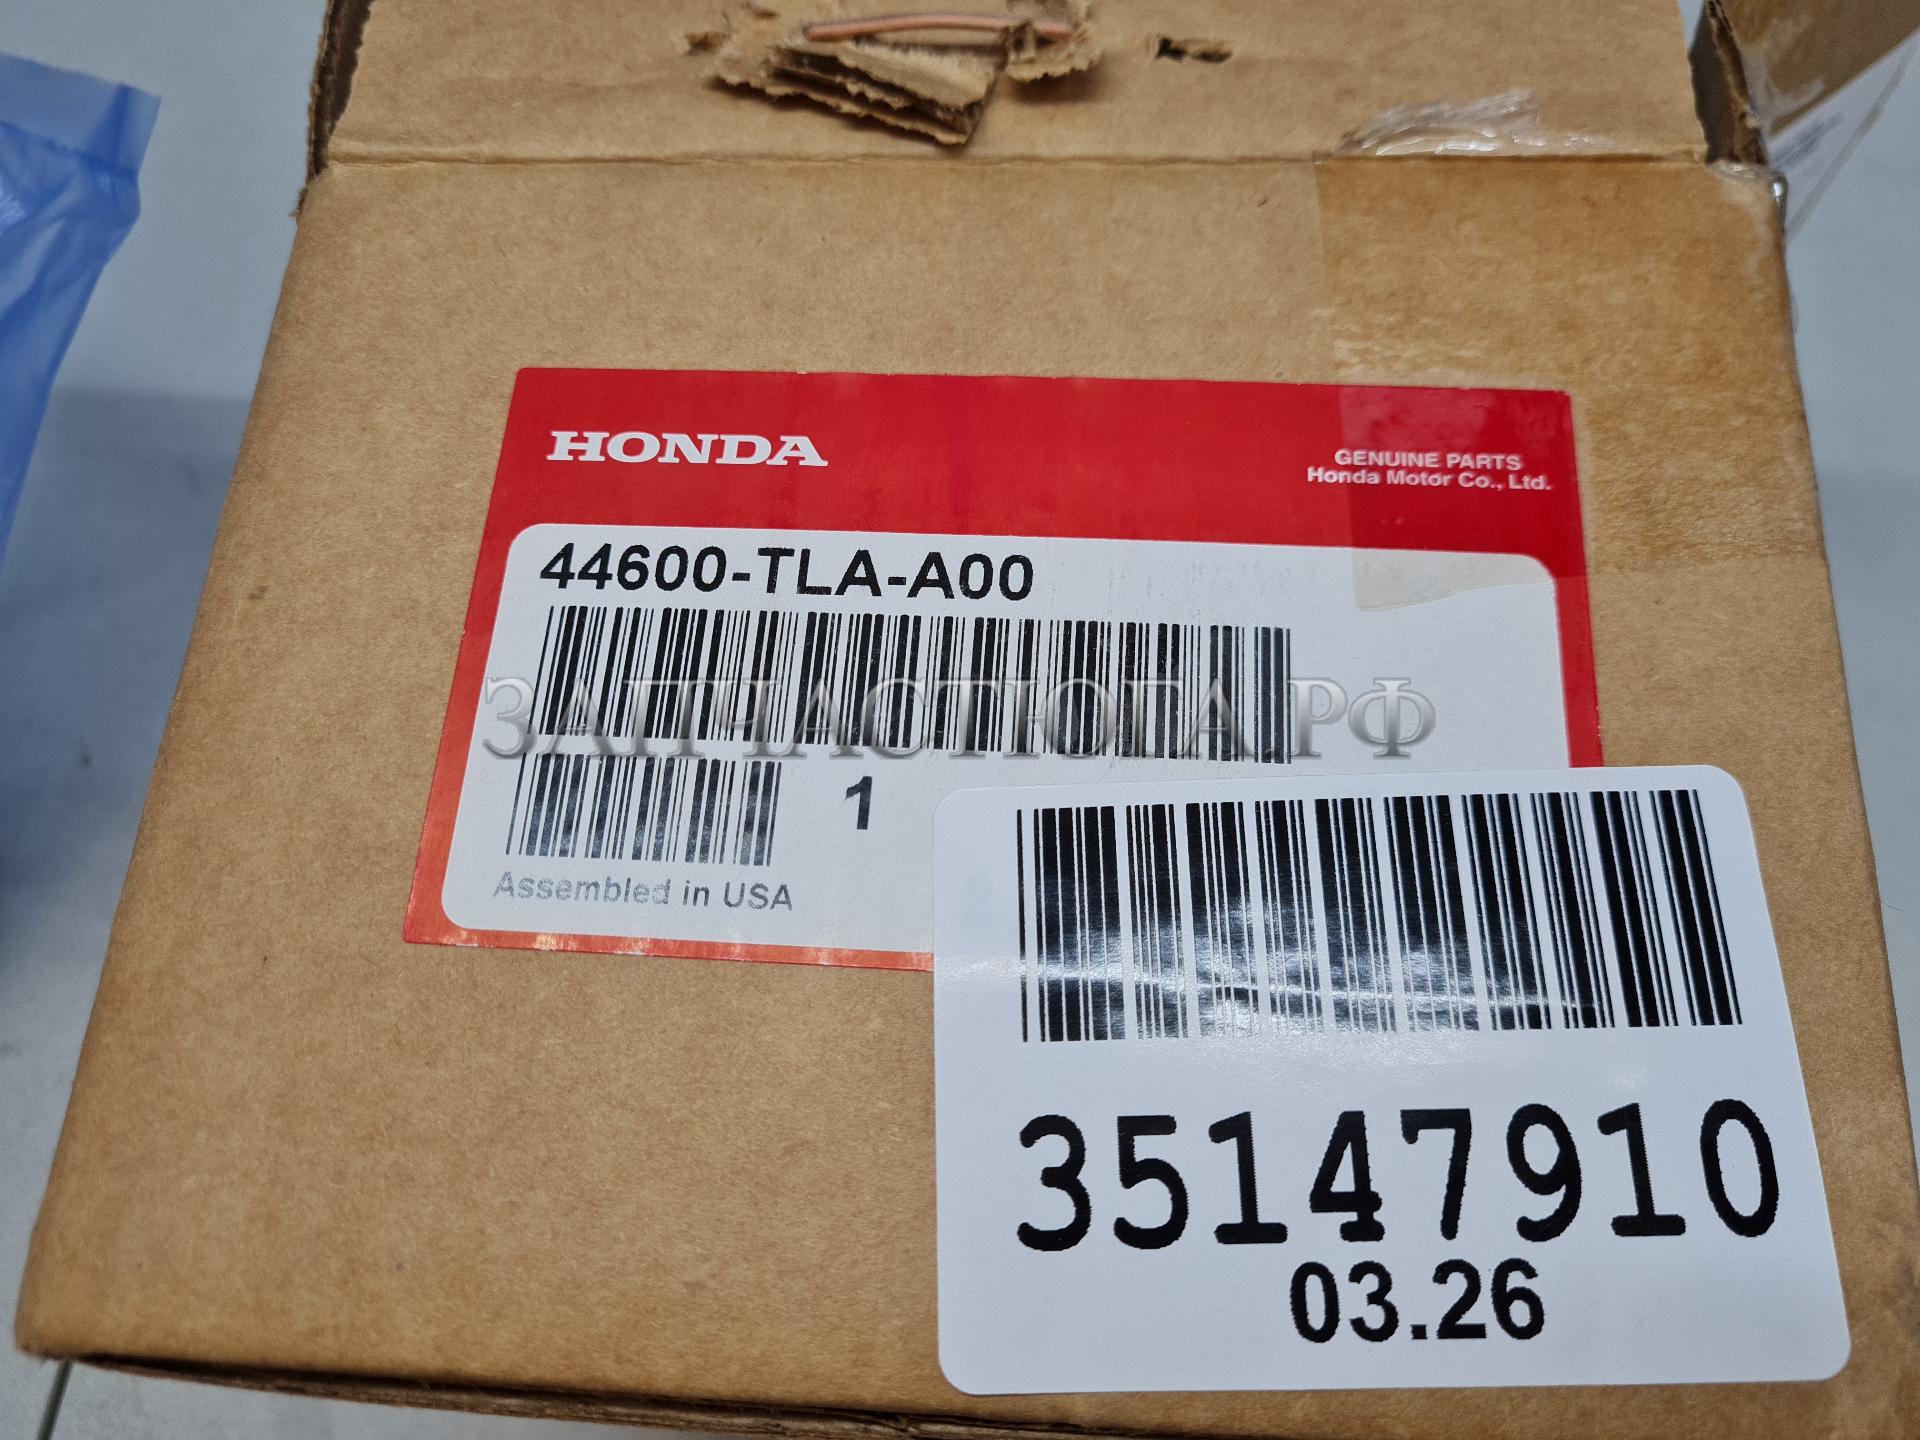 HONDA
GENUINE PARTS
Honda Motor Co., Ltd.
44600-TLA-A00
ЗАПЧАСТЮГА.РФ
1
Assembled in USA
35147910
03.26